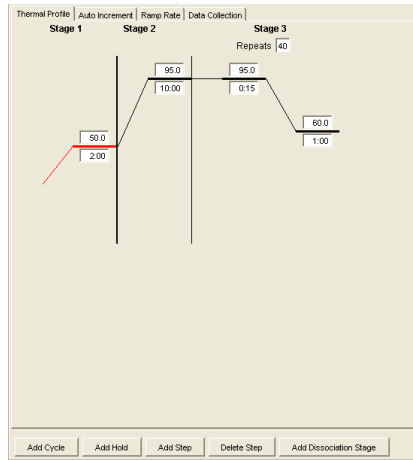 Thermal Profile Auto Increment Ramp Rate Data Collection
Stage 1 Stage 2 Stage 3
Repeats 40
95.0 95.0
10:00 0:15
60.0
1:00
50.0
2:00
Add Cycle Add Hold Add Step Delete Step Add Dissociation Stage